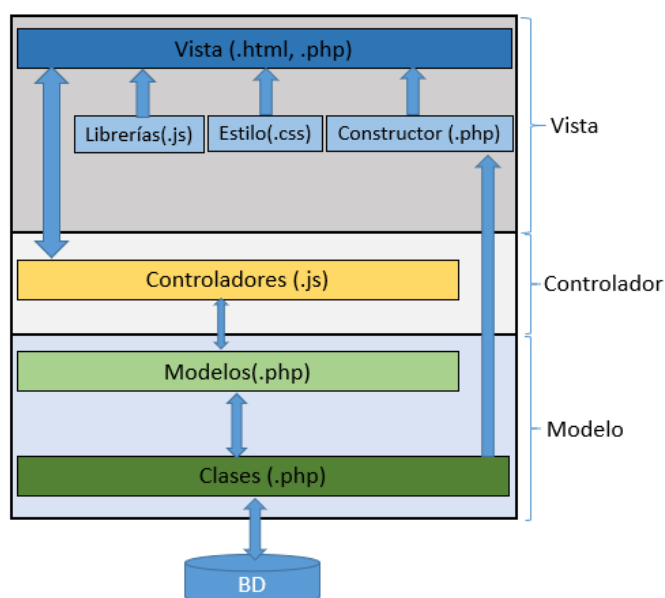 Vista (.html, .php)
Librerías(.js)
Estilo(.css)
Constructor (.php)
Vista
Controladores (.js)
Controlador
Modelos(.php)
Modelo
Clases (.php)
BD